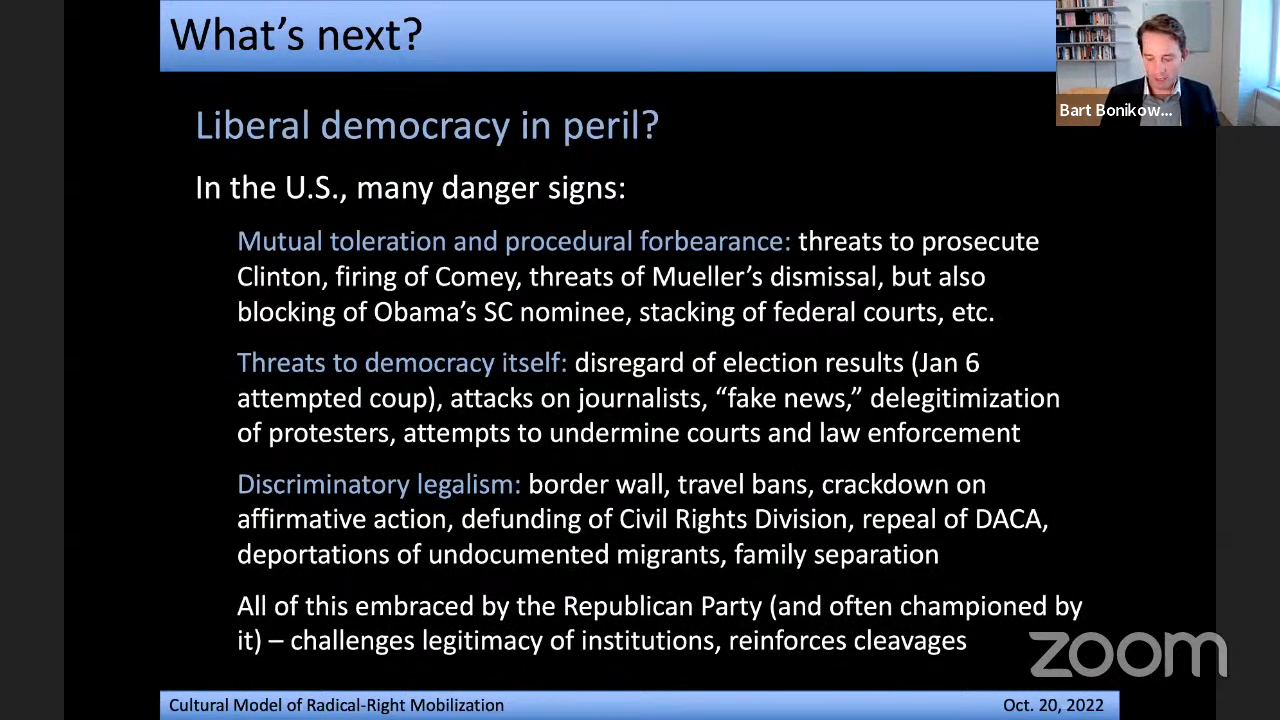 What’s next?
Bart Bonikow...
Liberal democracy in peril?
In the U.S., many danger signs:
Mutual toleration and procedural forbearance: threats to prosecute
Clinton, firing of Comey, threats of Mueller’s dismissal, but also
blocking of Obama’s SC nominee, stacking of federal courts, etc.
Threats to democracy itself: disregard of election results (Jan 6
attempted coup), attacks on journalists, “fake news,” delegitimization
of protesters, attempts to undermine courts and law enforcement
Discriminatory legalism: border wall, travel bans, crackdown on
affirmative action, defunding of Civil Rights Division, repeal of DACA,
deportations of undocumented migrants, family separation
All of this embraced by the Republican Party (and often championed by
it) – challenges legitimacy of institutions, reinforces cleavages
zoom
Cultural Model of Radical-Right Mobilization
Oct. 20, 2022